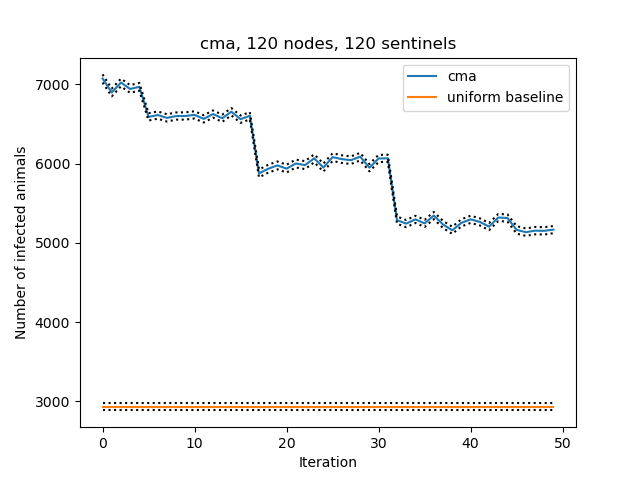 cma, 120 nodes, 120 sentinels
cma
uniform baseline
Number of infected animals
7000
6000
5000
4000
3000
0 10 20 30 40 50
Iteration